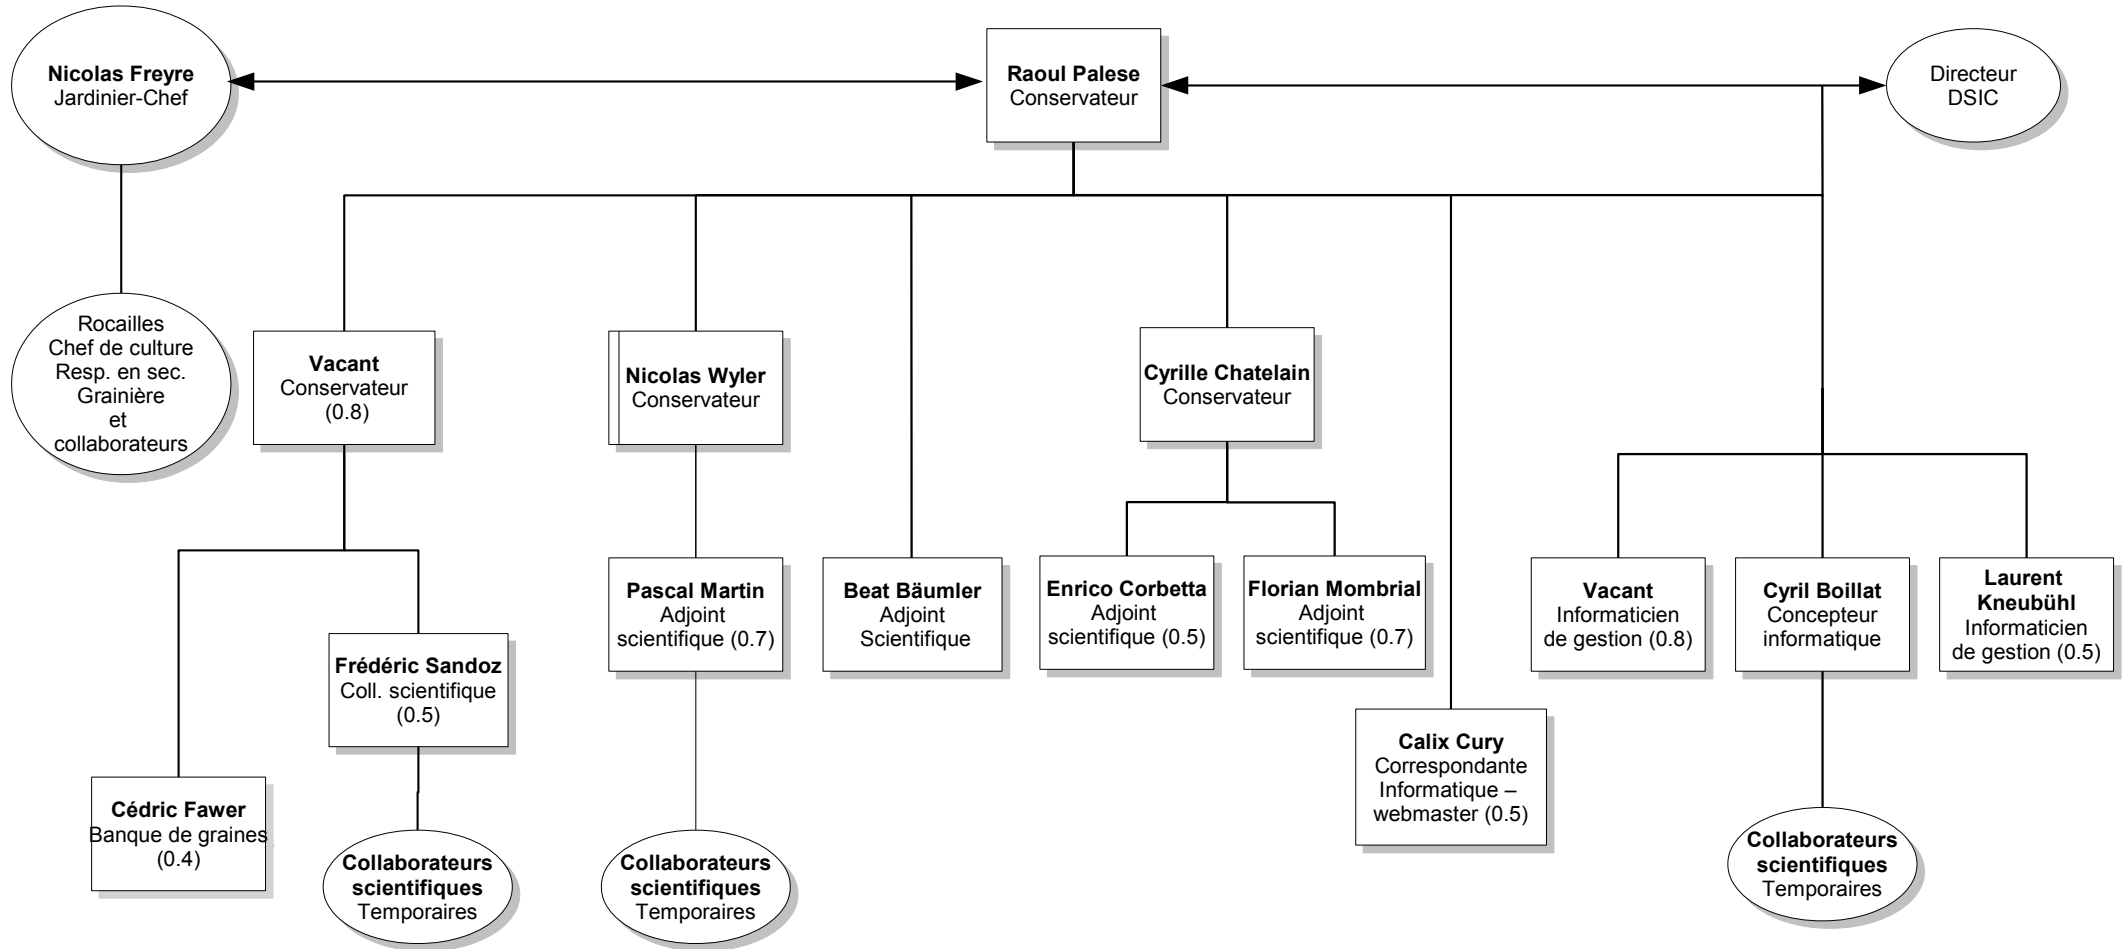 Nicolas Freyre
Jardinier-Chef
Raoul Palese
Conservateur
Directeur
DSIC
Rocailles
Chef de culture
Resp. en sec.
Grainière
et
collaborateurs
Vacant
Conservateur
(0.8)
Nicolas Wyler
Conservateur
Cyrille Chatelain
Conservateur
Pascal Martin
Adjoint
scientifique (0.7)
Beat Bäumler
Adjoint
Scientifique
Enrico Corbetta
Adjoint
scientifique (0.5)
Florian Mombrial
Adjoint
scientifique (0.7)
Vacant
Informaticien
de gestion (0.8)
Cyril Boillat
Concepteur
informatique
Laurent
Kneubühl
Informaticien
de gestion (0.5)
Frédéric Sandoz
Coll. scientifique
(0.5)
Calix Cury
Correspondante
Informatique –
webmaster (0.5)
Cédric Fawer
Banque de graines
(0.4)
Collaborateurs
scientifiques
Temporaires
Collaborateurs
scientifiques
Temporaires
Collaborateurs
scientifiques
Temporaires